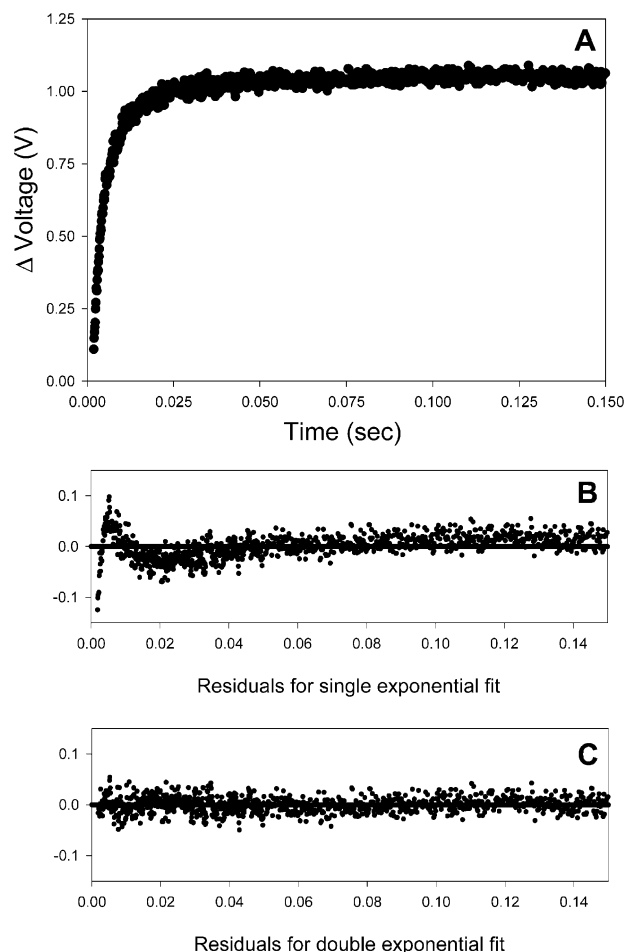 A
Δ Voltage (V)
1.25
1.00
0.75
0.50
0.25
0.00
0.000 0.025 0.050 0.075 0.100 0.125 0.150
Time (sec)
B
0.1
0.0
-0.1
0.00 0.02 0.04 0.06 0.08 0.10 0.12 0.14
Residuals for single exponential fit
C
0.1
0.0
-0.1
0.00 0.02 0.04 0.06 0.08 0.10 0.12 0.14
Residuals for double exponential fit